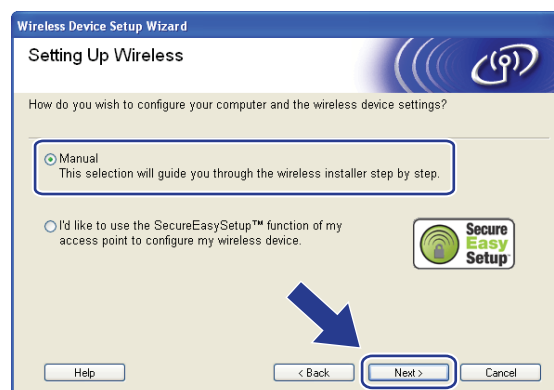 Wireless Device Setup Wizard
Setting Up Wireless
How do you wish to configure your computer and the wireless device settings?
Manual
This selection will guide you through the wireless installer step by step.
I'd like to use the SecureEasySetup™ function of my
access point to configure my wireless device.
Secure
Easy
Setup
Help
< Back
Next >
Cancel